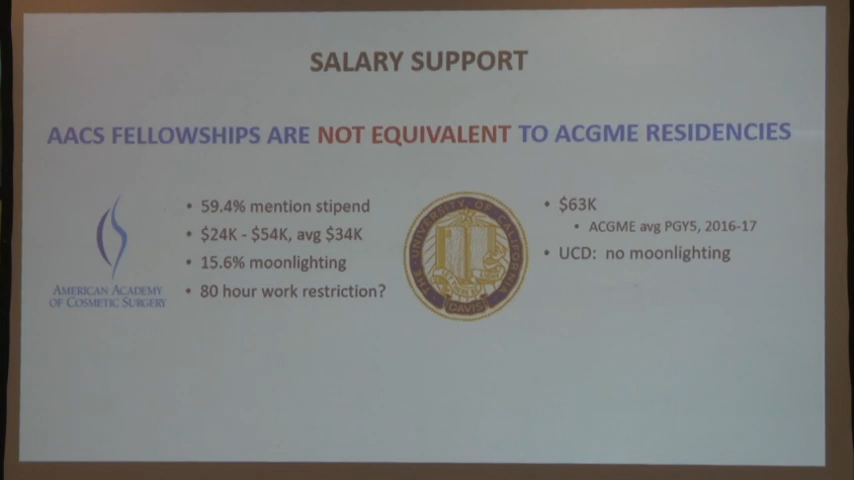 SALARY SUPPORT
AACS FELLOWSHIPS ARE NOT EQUIVALENT TO ACGME RESIDENCIES
• 59.4% mention stipend
• $24K - $54K, avg $34K
• 15.6% moonlighting
• 80 hour work restriction?
AMERICAN ACADEMY
OF COSMETIC SURGERY
THE UNIVERSITY OF CALIFORNIA
DAVIS
• $63K
• ACGME avg PGY5, 2016-17
• UCD: no moonlighting